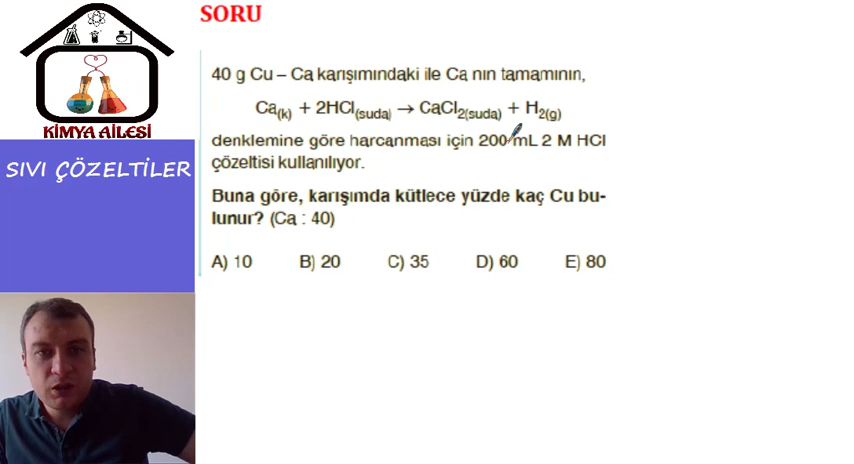 SORU
KİMYA AİLESİ
SIVI ÇÖZELTİLER
40 g Cu – Ca karışımındaki ile Ca nın tamamının,
Ca(k) + 2HCl(suda) → CaCl2(suda) + H2(g)
denklemine göre harcanması için 200 mL 2 M HCl
çözeltisi kullanılıyor.
Buna göre, karışımda kütlece yüzde kaç Cu bu-
lunur? (Ca : 40)
A) 10 B) 20 C) 35 D) 60 E) 80